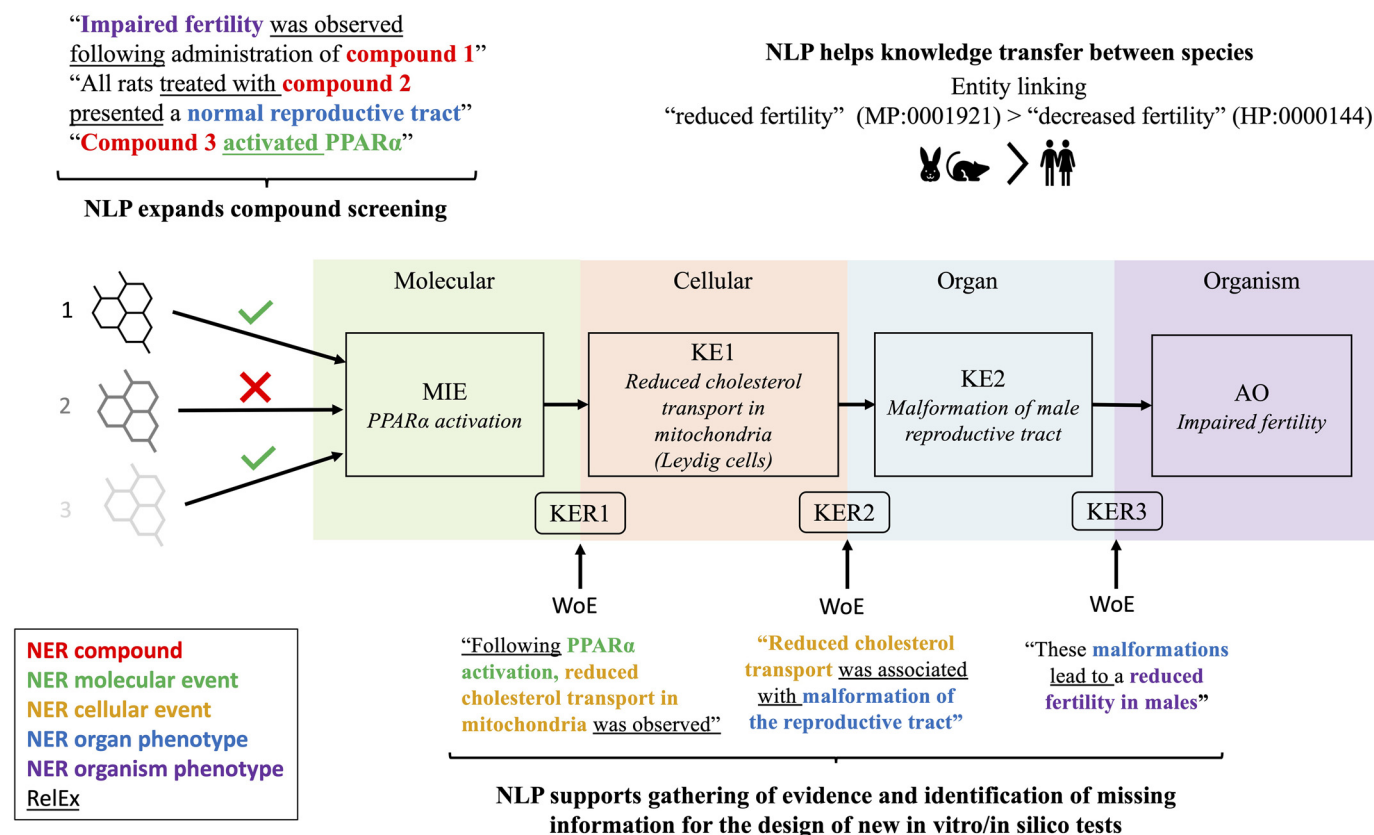 “Impaired fertility was observed
following administration of compound 1”
“All rats treated with compound 2
presented a normal reproductive tract”
“Compound 3 activated PPARα”
NLP expands compound screening
NLP helps knowledge transfer between species
Entity linking
“reduced fertility” (MP:0001921) > “decreased fertility” (HP:0000144)
Molecular
Cellular
Organ
Organism
1
2
3
MIE
PPARα activation
KE1
Reduced cholesterol
transport in
mitochondria
(Leydig cells)
KE2
Malformation of male
reproductive tract
AO
Impaired fertility
KER1
KER2
KER3
WoE
WoE
WoE
“Following PPARα
activation, reduced
cholesterol transport in
mitochondria was observed”
“Reduced cholesterol
transport was associated
with malformation of
the reproductive tract”
“These malformations
lead to a reduced
fertility in males”
NER compound
NER molecular event
NER cellular event
NER organ phenotype
NER organism phenotype
RelEx
NLP supports gathering of evidence and identification of missing
information for the design of new in vitro/in silico tests